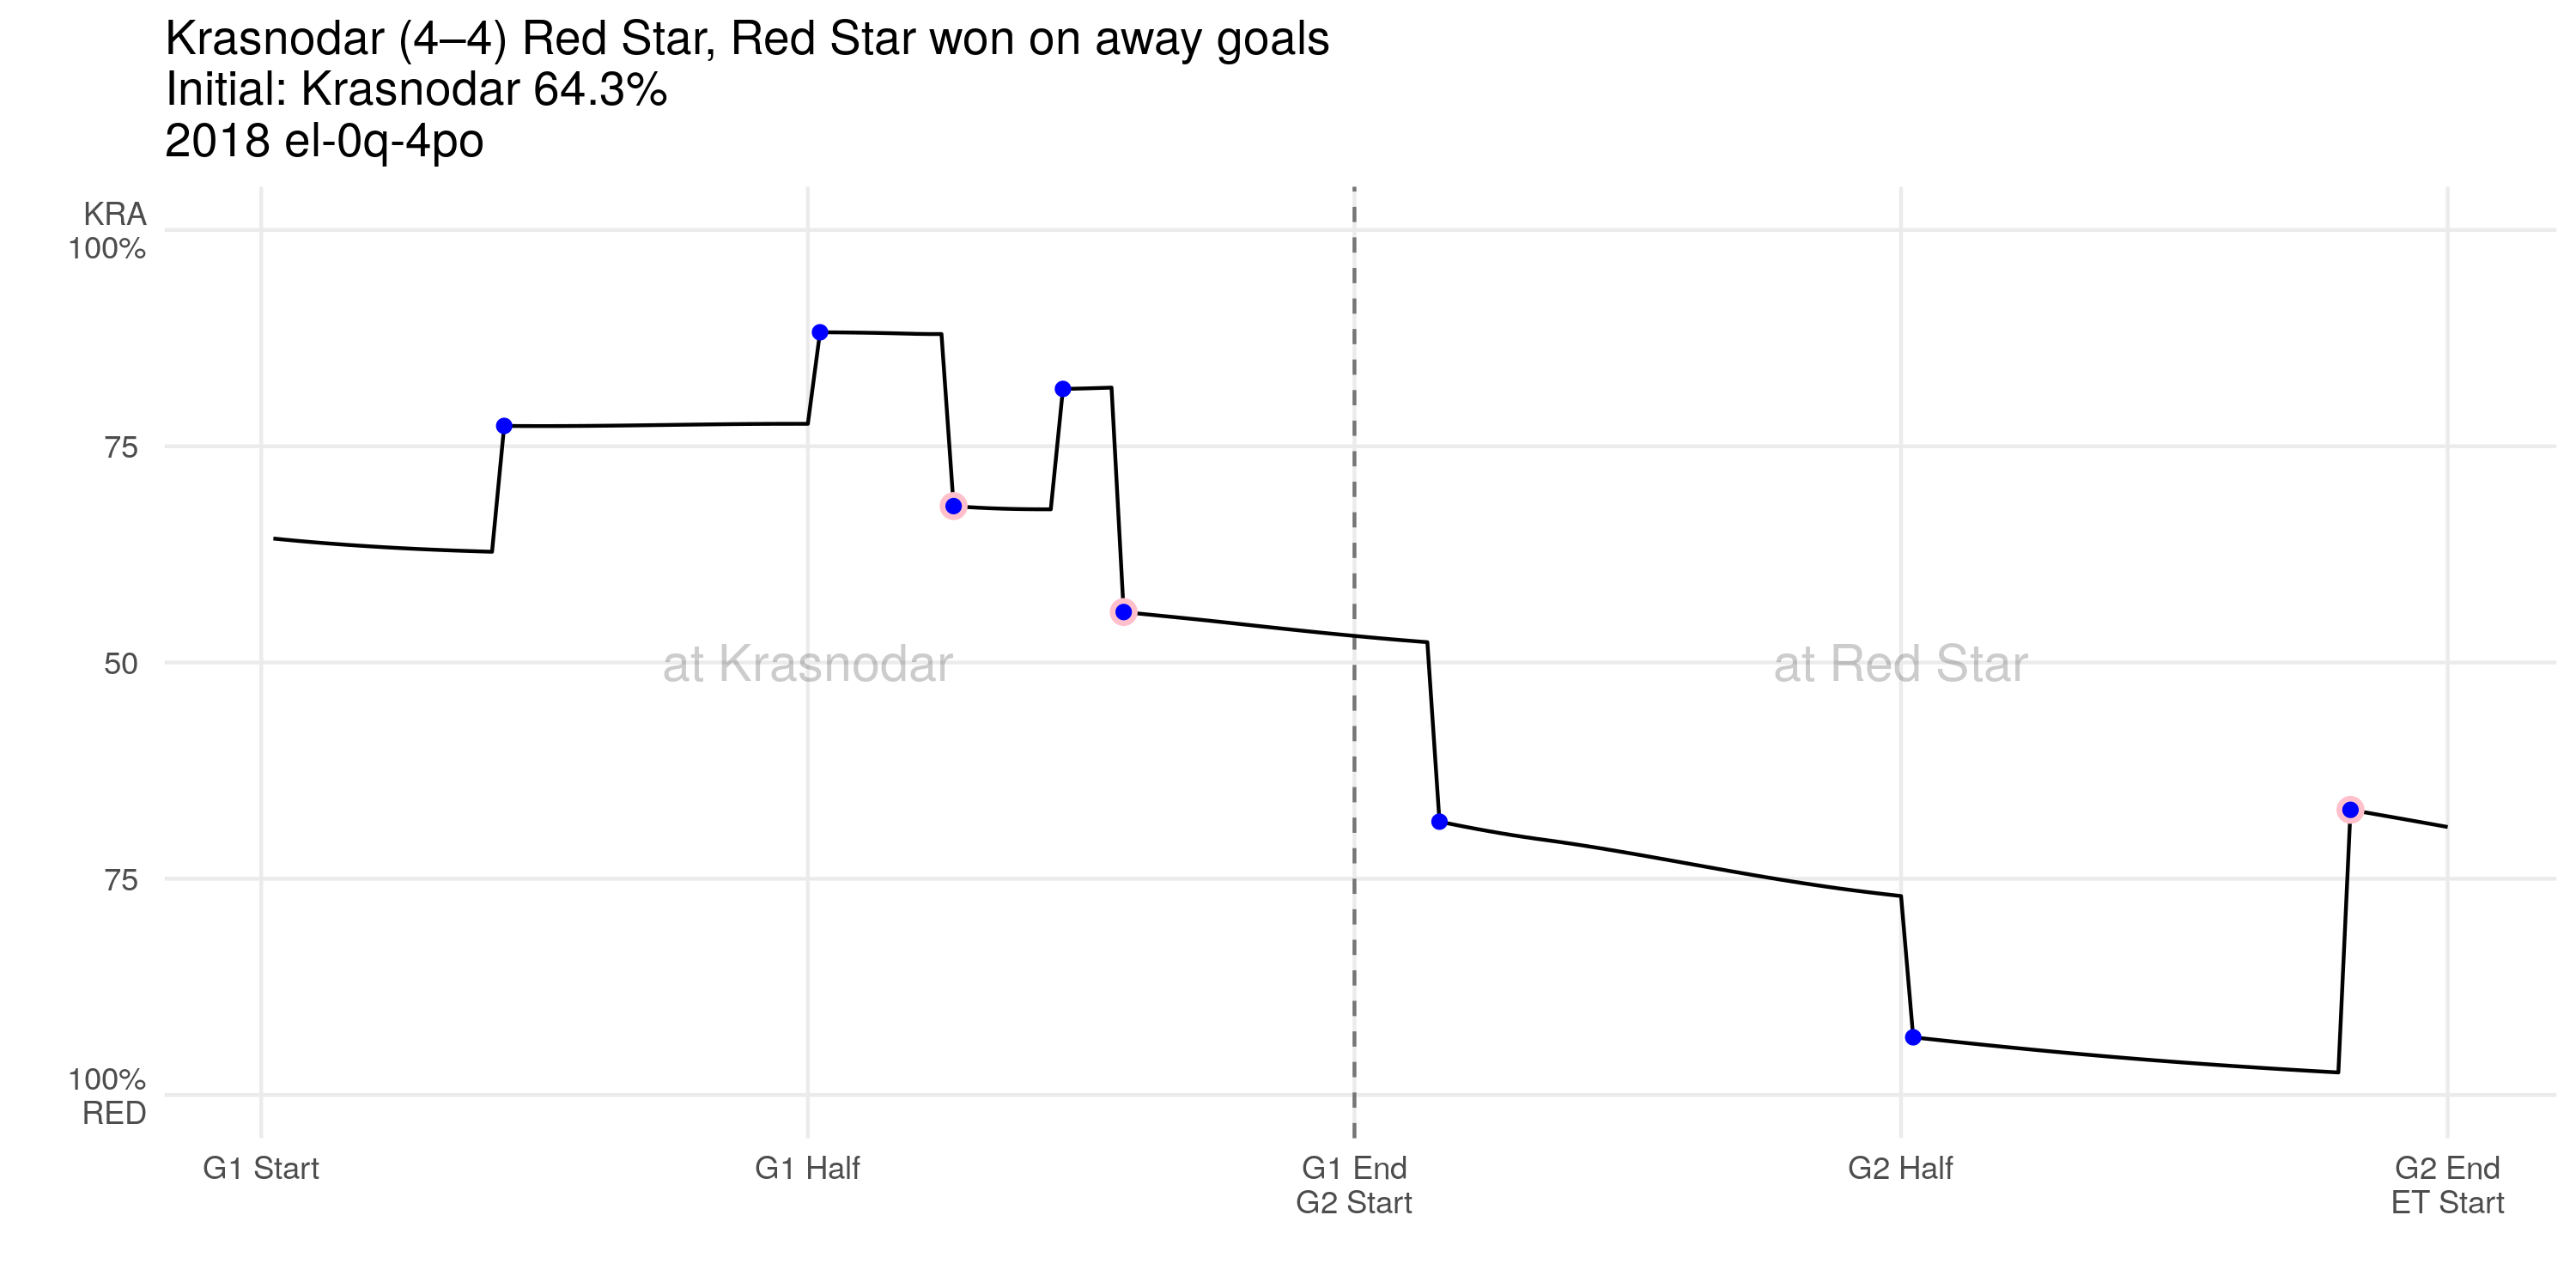 Krasnodar (4–4) Red Star, Red Star won on away goals
Initial: Krasnodar 64.3%
2018 el-0q-4po
KRA
100%
75
50
75
100%
RED
at Krasnodar
at Red Star
G1 Start
G1 Half
G1 End
G2 Start
G2 Half
G2 End
ET Start